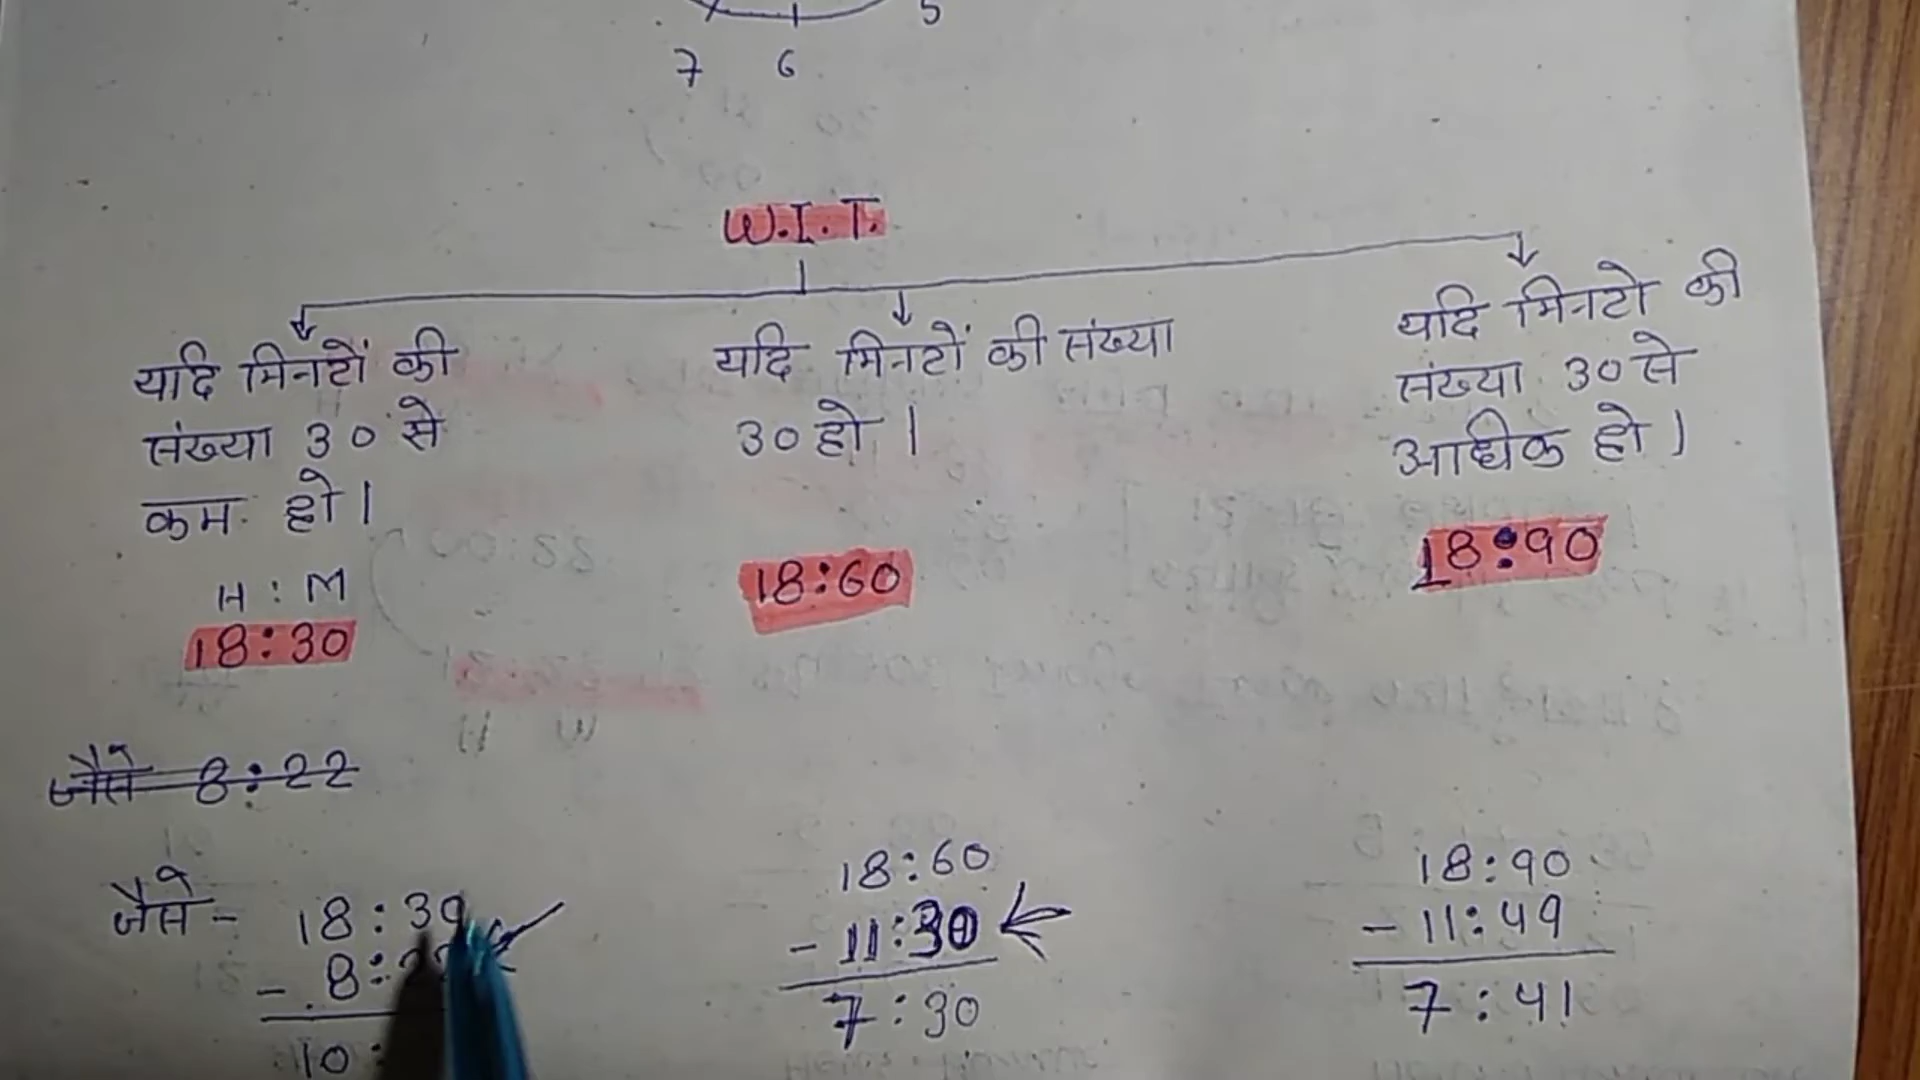 5
7 6
W.I.T.
यदि मिनटों की
संख्या 30 से
कम हो।
H : M
18:30
यदि मिनटों की संख्या
30 हो।
18:60
यदि मिनटो की
संख्या 30 से
अधिक हो।
18:90
जैसे 8:22
जैसे - 18:30
- 8:
10:
18:60
- 11:30
7:30
18:90
- 11:49
7:41